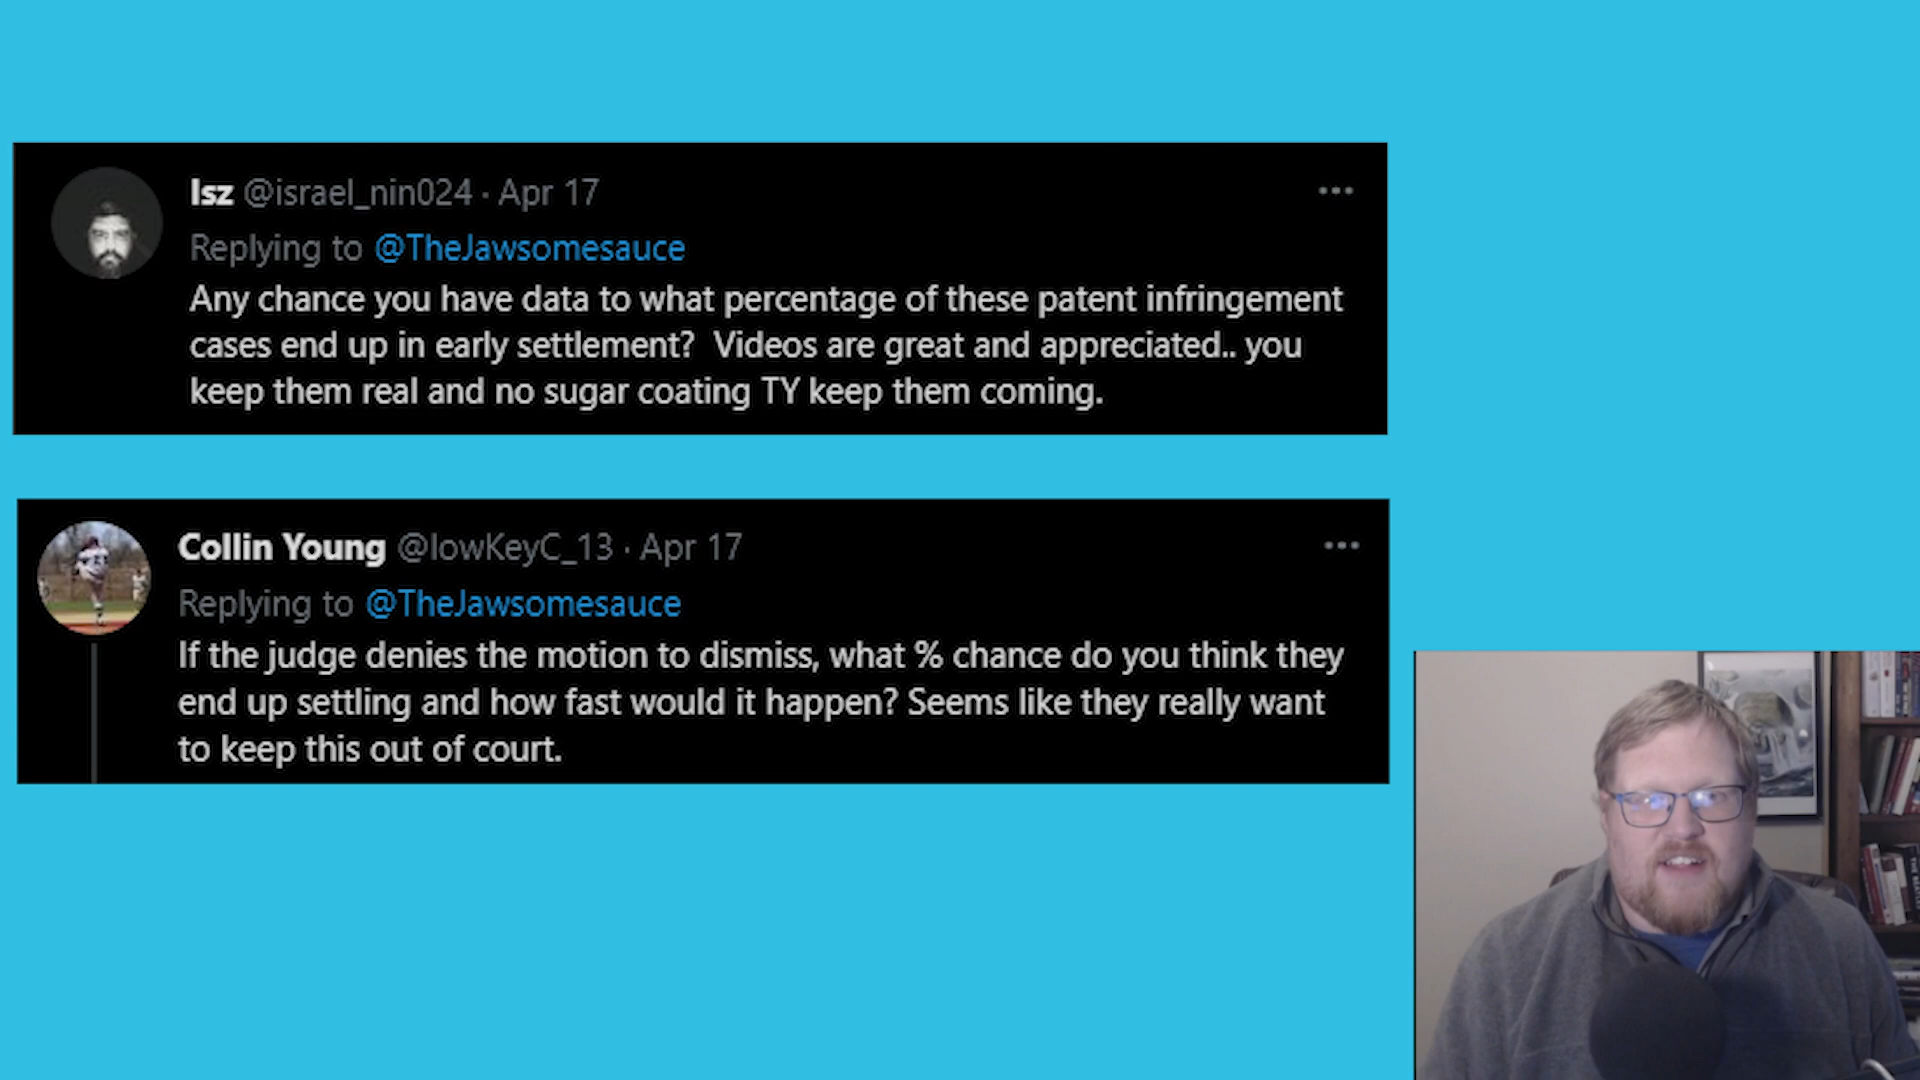 Isz @israel_nin024 · Apr 17
Replying to @TheJawsomesauce
Any chance you have data to what percentage of these patent infringement
cases end up in early settlement?  Videos are great and appreciated.. you
keep them real and no sugar coating TY keep them coming.
Collin Young @lowKeyC_13 · Apr 17
Replying to @TheJawsomesauce
If the judge denies the motion to dismiss, what % chance do you think they
end up settling and how fast would it happen? Seems like they really want
to keep this out of court.